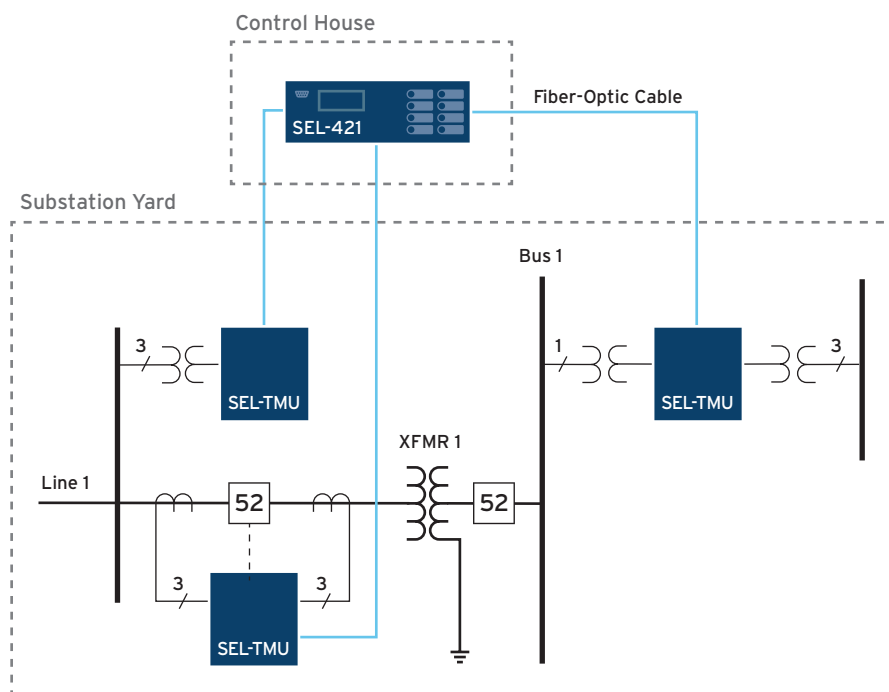 Control House
SEL-421
Fiber-Optic Cable
Substation Yard
Bus 1
3
SEL-TMU
1
SEL-TMU
3
XFMR 1
Line 1
52
52
3
3
SEL-TMU